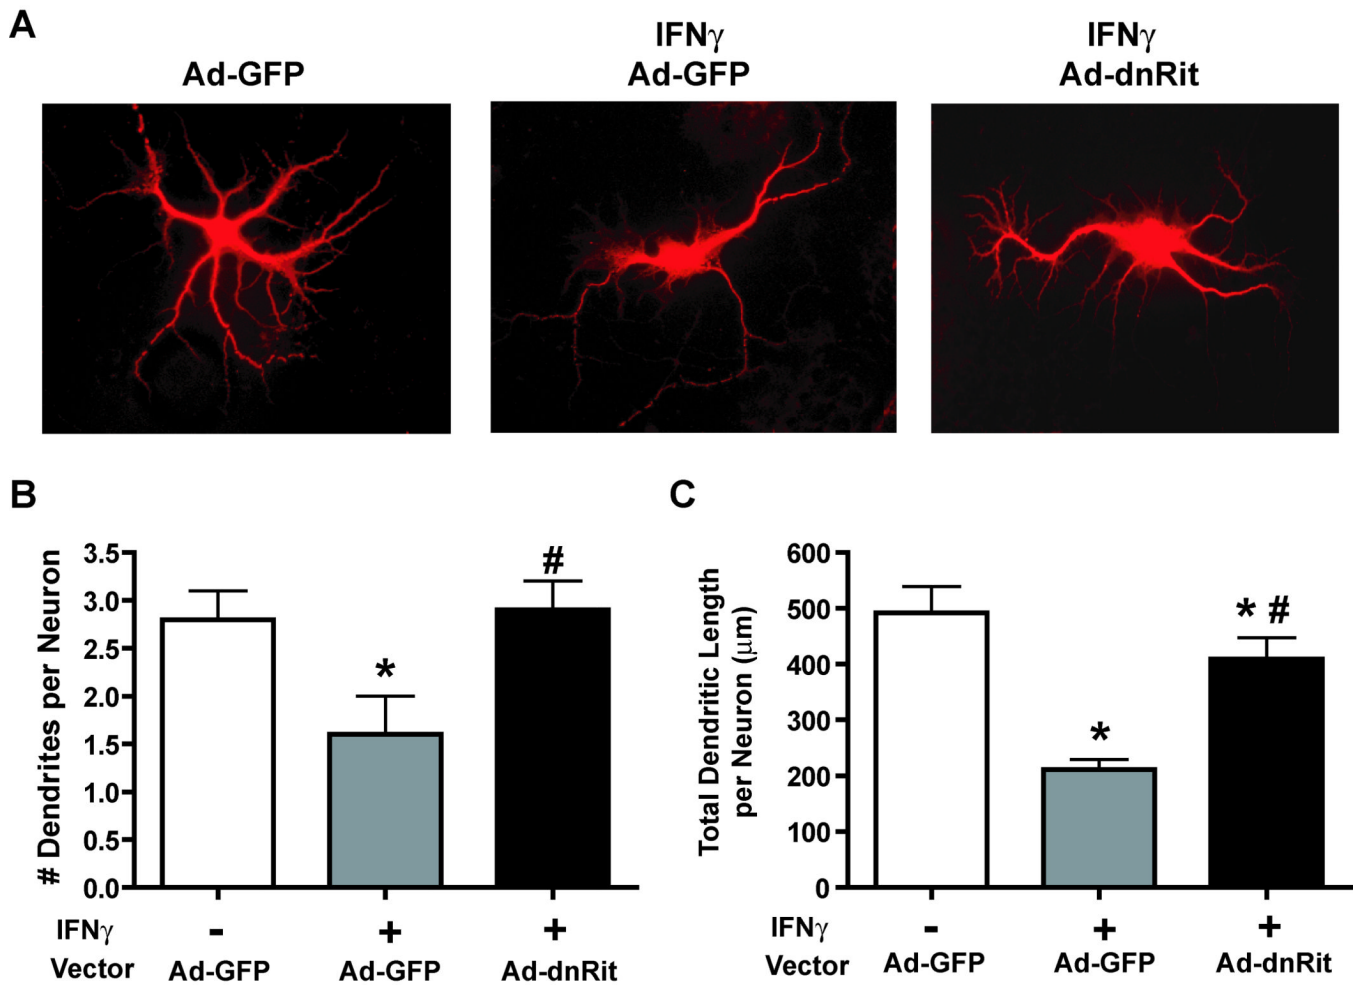 A
Ad-GFP
IFNγ
Ad-GFP
IFNγ
Ad-dnRit
B
# Dendrites per Neuron
3.5
3.0
2.5
2.0
1.5
1.0
0.5
0.0
*
#
IFNγ - + +
Vector Ad-GFP Ad-GFP Ad-dnRit
C
Total Dendritic Length
per Neuron (μm)
600
500
400
300
200
100
0
*
* #
IFNγ - + +
Vector Ad-GFP Ad-GFP Ad-dnRit